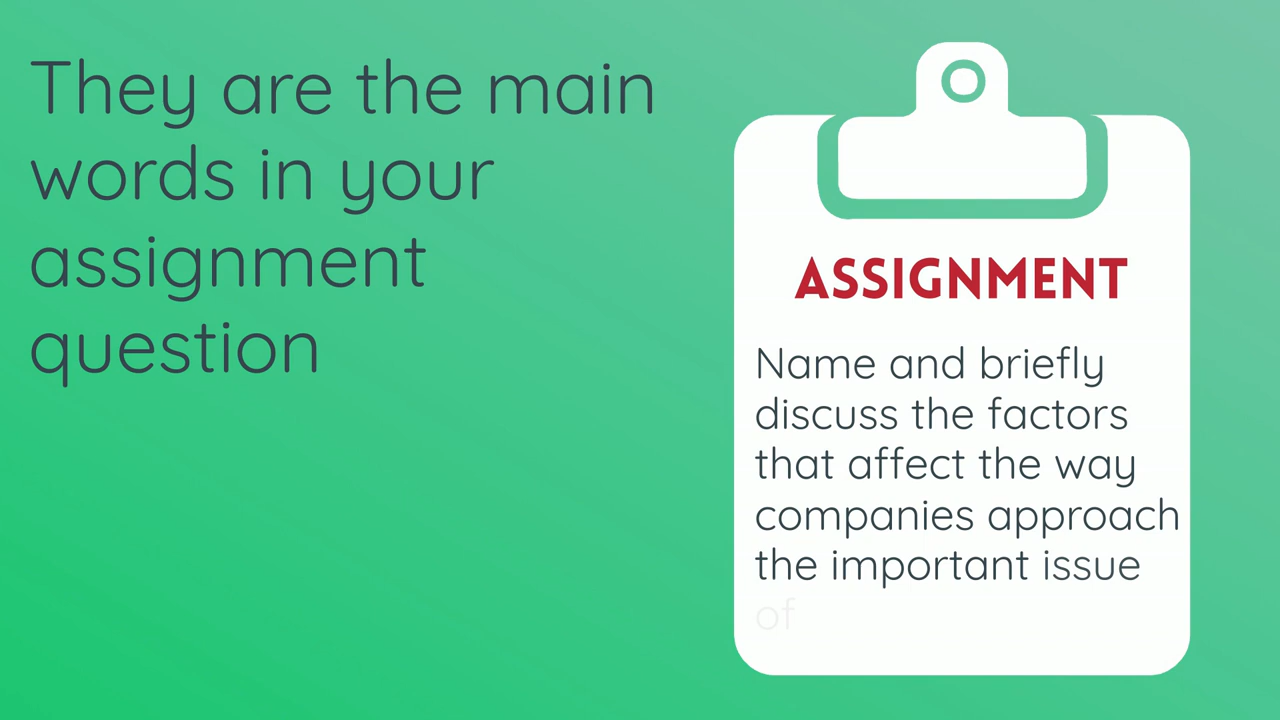 They are the main
words in your
assignment
question
ASSIGNMENT
Name and briefly
discuss the factors
that affect the way
companies approach
the important issue
of